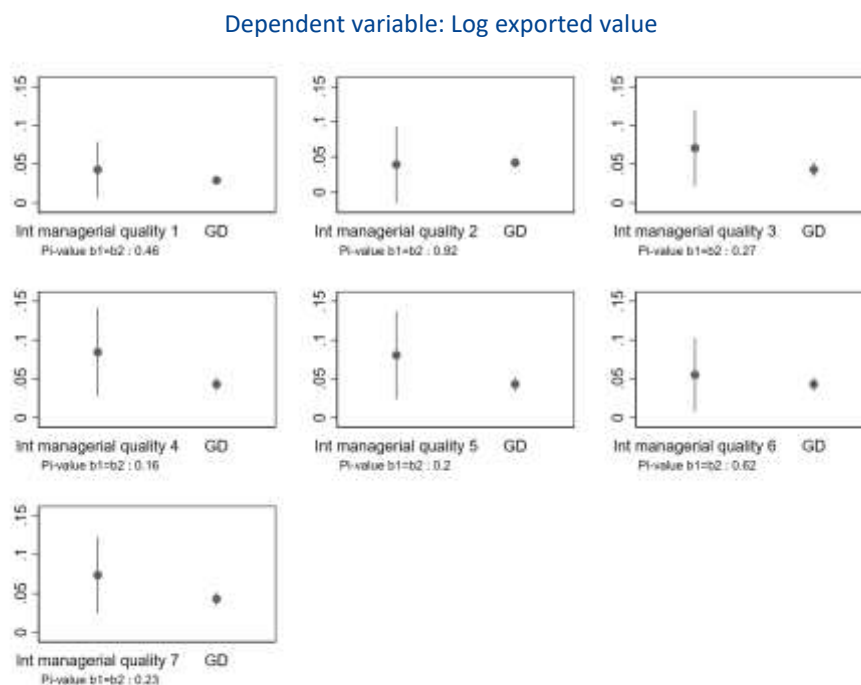 Dependent variable: Log exported value
.15 .1 .05 0
.15 .1 .05 0
.15 .1 .05 0
Int managerial quality 1 GD
Pi-value b1=b2 : 0.46
Int managerial quality 2 GD
Pi-value b1=b2 : 0.92
Int managerial quality 3 GD
Pi-value b1=b2 : 0.27
.15 .1 .05 0
.15 .1 .05 0
.15 .1 .05 0
Int managerial quality 4 GD
Pi-value b1=b2 : 0.16
Int managerial quality 5 GD
Pi-value b1=b2 : 0.2
Int managerial quality 6 GD
Pi-value b1=b2 : 0.62
.15 .1 .05 0
Int managerial quality 7 GD
Pi-value b1=b2 : 0.23